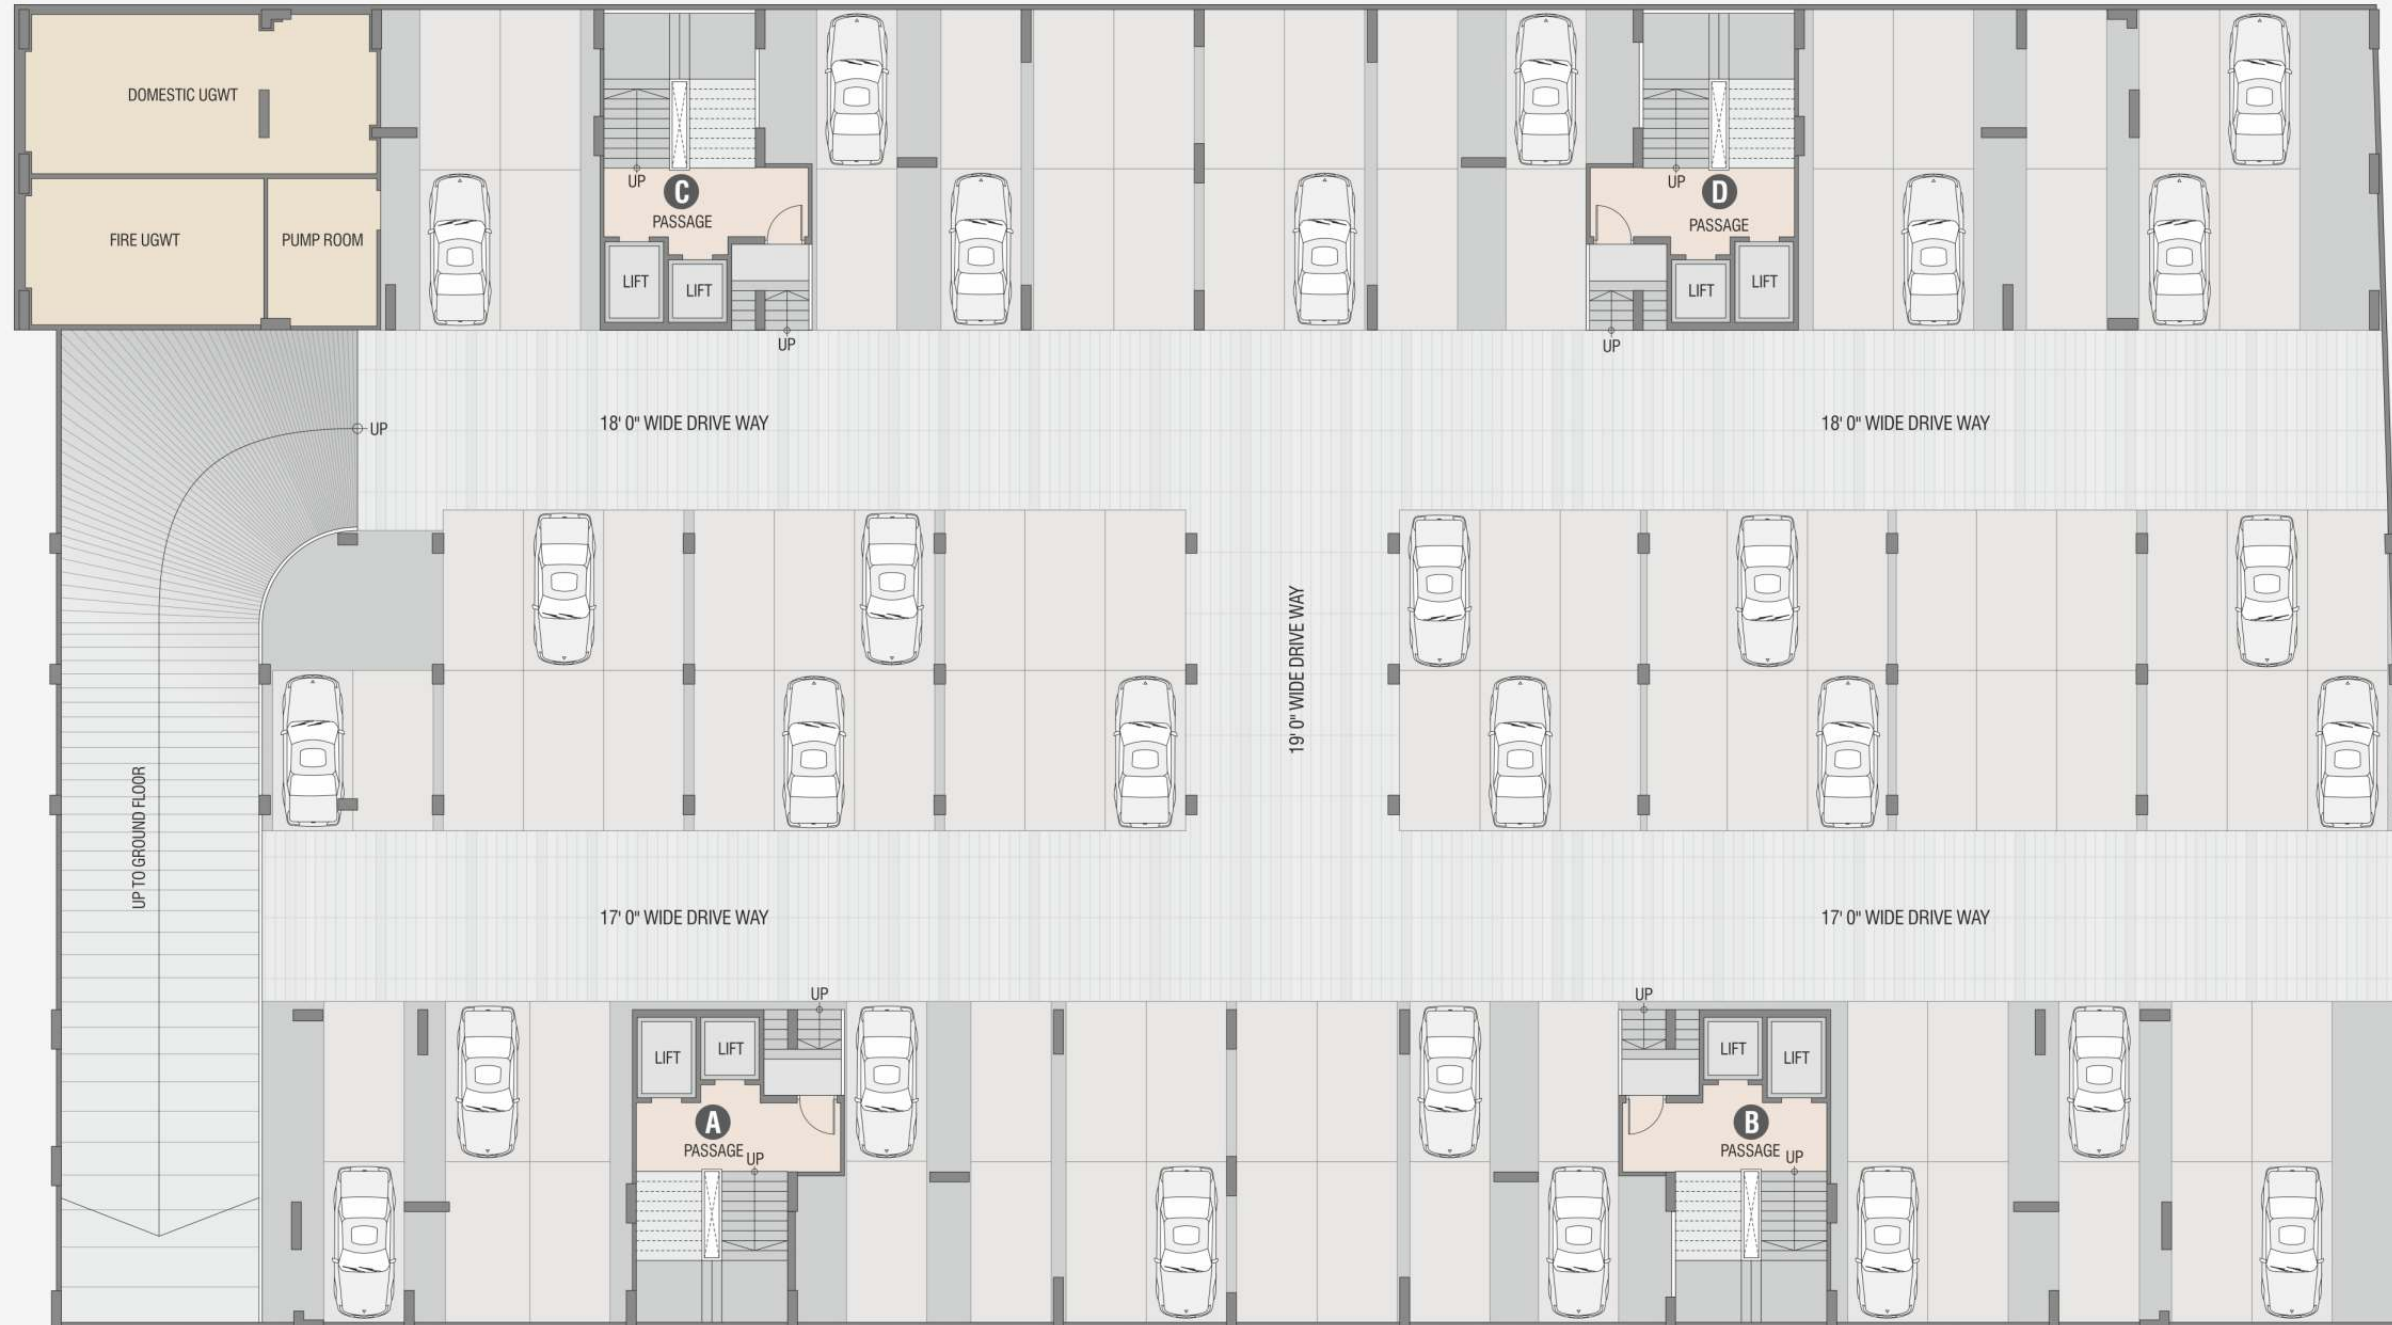 DOMESTIC UGWT
FIRE UGWT
PUMP ROOM
UP
C
PASSAGE
LIFT
LIFT
UP
UP
D
PASSAGE
LIFT
LIFT
UP
UP
18' 0" WIDE DRIVE WAY
18' 0" WIDE DRIVE WAY
19' 0" WIDE DRIVE WAY
UP TO GROUND FLOOR
17' 0" WIDE DRIVE WAY
17' 0" WIDE DRIVE WAY
UP
LIFT
LIFT
A
PASSAGE
UP
UP
LIFT
LIFT
B
PASSAGE
UP